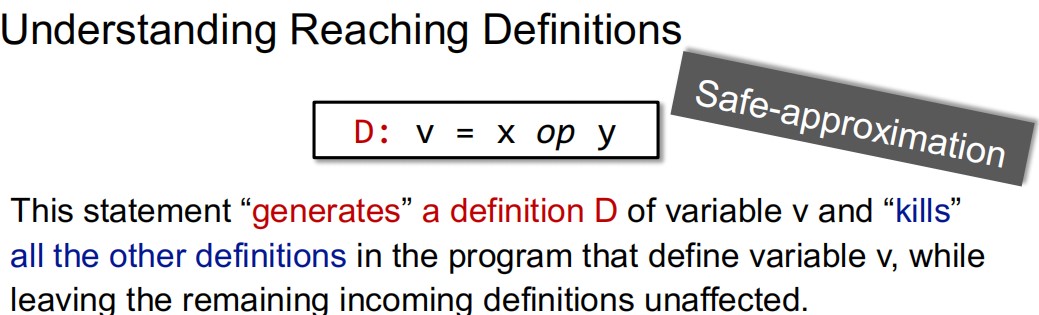 Understanding Reaching Definitions
Safe-approximation
D: v = x op y
This statement “generates” a definition D of variable v and “kills”
all the other definitions in the program that define variable v, while
leaving the remaining incoming definitions unaffected.